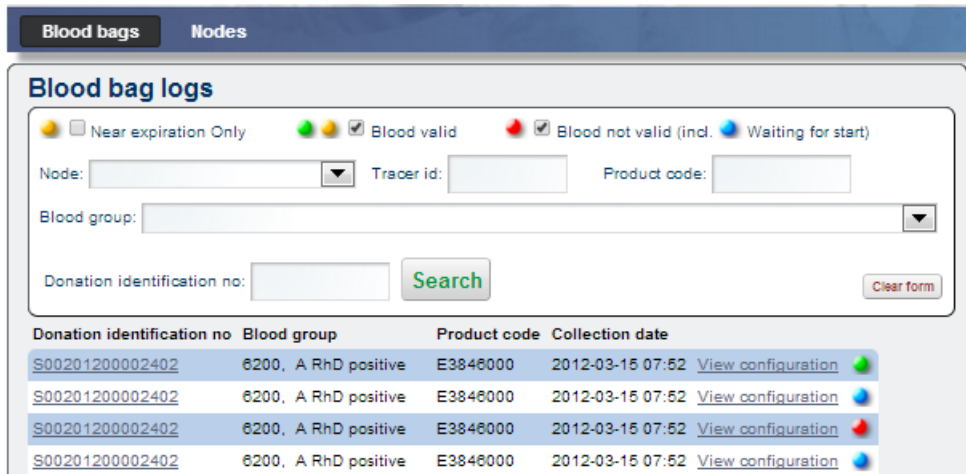 Blood bags Nodes
Blood bag logs
Near expiration Only Blood valid Blood not valid (incl. Waiting for start)
Node: Tracer id: Product code:
Blood group:
Donation identification no: Search Clear form
Donation identification no Blood group Product code Collection date
S00201200002402 6200, A RhD positive E3846000 2012-03-15 07:52 View configuration
S00201200002402 6200, A RhD positive E3846000 2012-03-15 07:52 View configuration
S00201200002402 6200, A RhD positive E3846000 2012-03-15 07:52 View configuration
S00201200002402 6200, A RhD positive E3846000 2012-03-15 07:52 View configuration